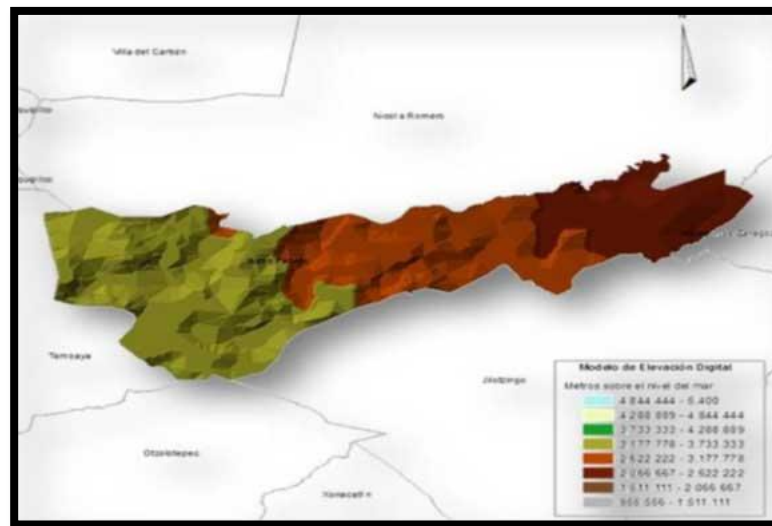 N
Villa del Carbón
Nicolás Romero
Temoaya
Jilotzingo
Otzolotepec
Xonacatlán
Modelo de Elevación Digital
Metros sobre el nivel del mar
4 844.444 - 5.400
4 288.889 - 4 844.444
3 733.333 - 4 288.889
3 177.778 - 3 733.333
2 622.222 - 3 177.778
2 066.667 - 2 622.222
1 511.111 - 2 066.667
955.556 - 1 511.111